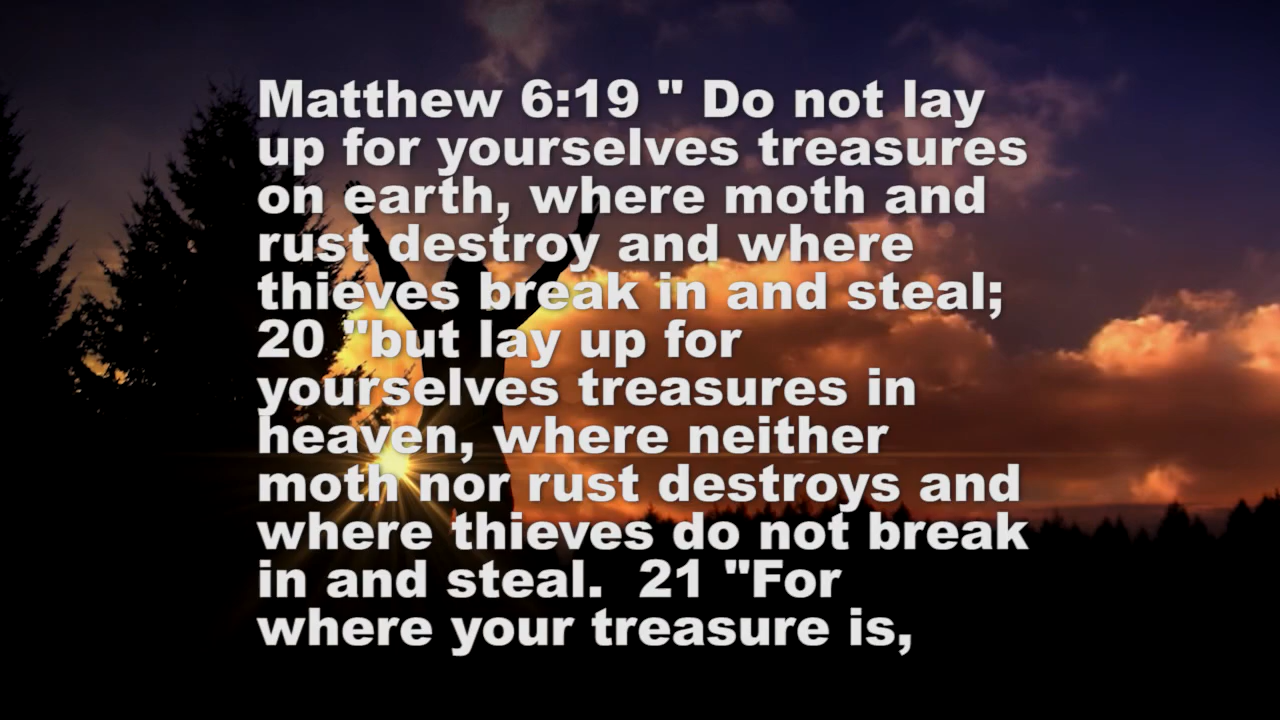 Matthew 6:19 " Do not lay
up for yourselves treasures
on earth, where moth and
rust destroy and where
thieves break in and steal;
20 "but lay up for
yourselves treasures in
heaven, where neither
moth nor rust destroys and
where thieves do not break
in and steal.  21 "For
where your treasure is,